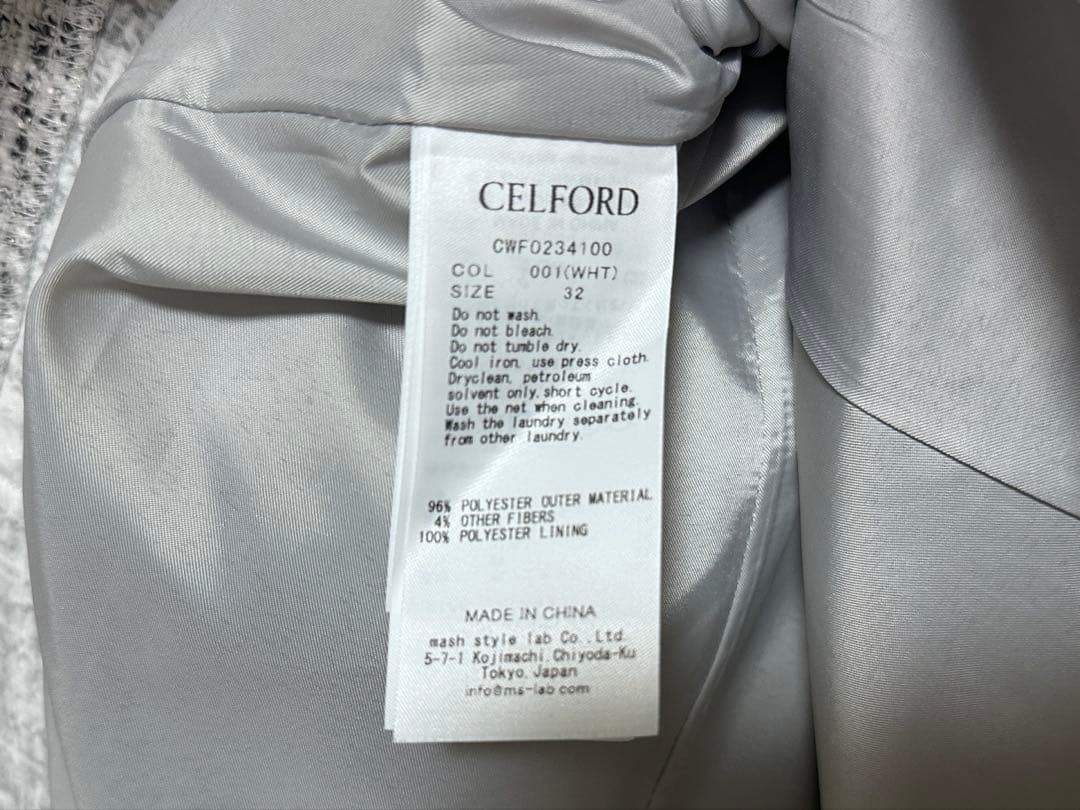 CELFORD
CWF0234100
COL 001(WHT)
SIZE 32
Do not wash.
Do not bleach.
Do not tumble dry.
Cool iron, use press cloth.
Dryclean, petroleum
solvent only, short cycle.
Use the net when cleaning.
Wash the laundry separately
from other laundry.
96% POLYESTER OUTER MATERIAL
4% OTHER FIBERS
100% POLYESTER LINING
MADE IN CHINA
mash style lab Co., Ltd.
5-7-1 Kojimachi, Chiyoda-Ku
Tokyo, Japan
info@ms-lab.com